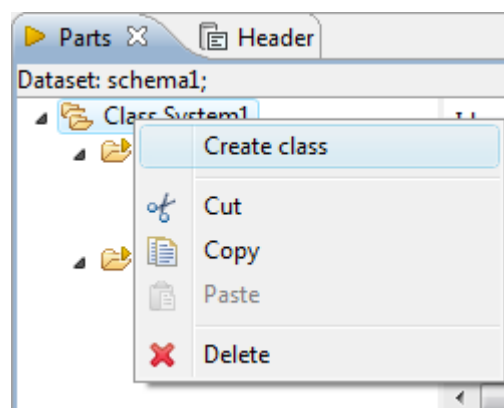 Parts Header
Dataset: schema1;
Class System1
Create class
Cut
Copy
Paste
Delete